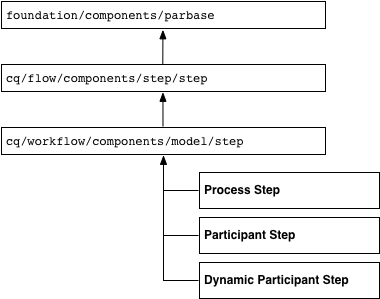 foundation/components/parbase
cq/flow/components/step/step
cq/workflow/components/model/step
Process Step
Participant Step
Dynamic Participant Step